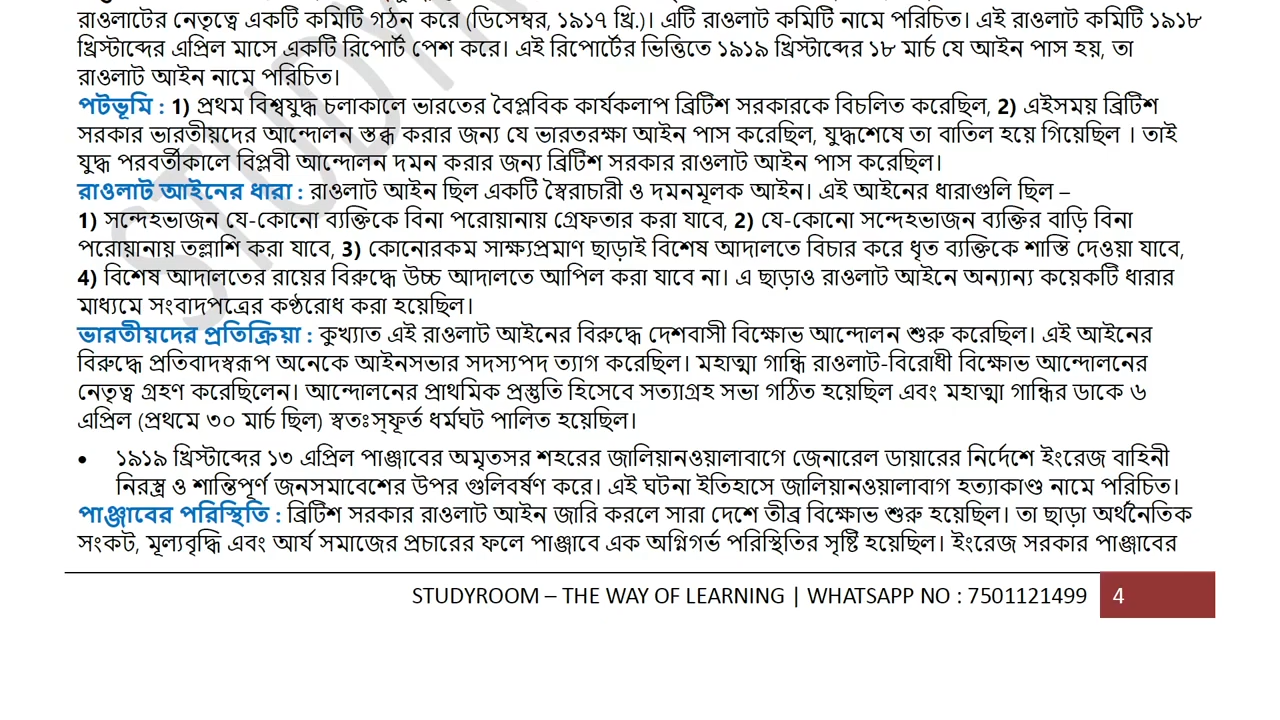 রাওলাটের নেতৃত্বে একটি কমিটি গঠন করে (ডিসেম্বর, ১৯১৭ খ্রি.)। এটি রাওলাট কমিটি নামে পরিচিত। এই রাওলাট কমিটি ১৯১৮
খ্রিস্টাব্দের এপ্রিল মাসে একটি রিপোর্ট পেশ করে। এই রিপোর্টের ভিত্তিতে ১৯১৯ খ্রিস্টাব্দের ১৮ মার্চ যে আইন পাস হয়, তা
রাওলাট আইন নামে পরিচিত।
পটভূমি : 1) প্রথম বিশ্বযুদ্ধ চলাকালে ভারতের বৈপ্লবিক কার্যকলাপ ব্রিটিশ সরকারকে বিচলিত করেছিল, 2) এইসময় ব্রিটিশ
সরকার ভারতীয়দের আন্দোলন স্তব্ধ করার জন্য যে ভারতরক্ষা আইন পাস করেছিল, যুদ্ধশেষে তা বাতিল হয়ে গিয়েছিল । তাই
যুদ্ধ পরবর্তীকালে বিপ্লবী আন্দোলন দমন করার জন্য ব্রিটিশ সরকার রাওলাট আইন পাস করেছিল।
রাওলাট আইনের ধারা : রাওলাট আইন ছিল একটি স্বৈরাচারী ও দমনমূলক আইন। এই আইনের ধারাগুলি ছিল –
1) সন্দেহভাজন যে-কোনো ব্যক্তিকে বিনা পরোয়ানায় গ্রেফতার করা যাবে, 2) যে-কোনো সন্দেহভাজন ব্যক্তির বাড়ি বিনা
পরোয়ানায় তল্লাশি করা যাবে, 3) কোনোরকম সাক্ষ্যপ্রমাণ ছাড়াই বিশেষ আদালতে বিচার করে ধৃত ব্যক্তিকে শাস্তি দেওয়া যাবে,
4) বিশেষ আদালতের রায়ের বিরুদ্ধে উচ্চ আদালতে আপিল করা যাবে না। এ ছাড়াও রাওলাট আইনে অন্যান্য কয়েকটি ধারার
মাধ্যমে সংবাদপত্রের কণ্ঠরোধ করা হয়েছিল।
ভারতীয়দের প্রতিক্রিয়া : কুখ্যাত এই রাওলাট আইনের বিরুদ্ধে দেশবাসী বিক্ষোভ আন্দোলন শুরু করেছিল। এই আইনের
বিরুদ্ধে প্রতিবাদস্বরূপ অনেকে আইনসভার সদস্যপদ ত্যাগ করেছিল। মহাত্মা গান্ধি রাওলাট-বিরোধী বিক্ষোভ আন্দোলনের
নেতৃত্ব গ্রহণ করেছিলেন। আন্দোলনের প্রাথমিক প্রস্তুতি হিসেবে সত্যাগ্রহ সভা গঠিত হয়েছিল এবং মহাত্মা গান্ধির ডাকে ৬
এপ্রিল (প্রথমে ৩০ মার্চ ছিল) স্বতঃস্ফূর্ত ধর্মঘট পালিত হয়েছিল।
• ১৯১৯ খ্রিস্টাব্দের ১৩ এপ্রিল পাঞ্জাবের অমৃতসর শহরের জালিয়ানওয়ালাবাগে জেনারেল ডায়ারের নির্দেশে ইংরেজ বাহিনী
নিরস্ত্র ও শান্তিপূর্ণ জনসমাবেশের উপর গুলিবর্ষণ করে। এই ঘটনা ইতিহাসে জালিয়ানওয়ালাবাগ হত্যাকাণ্ড নামে পরিচিত।
পাঞ্জাবের পরিস্থিতি : ব্রিটিশ সরকার রাওলাট আইন জারি করলে সারা দেশে তীব্র বিক্ষোভ শুরু হয়েছিল। তা ছাড়া অর্থনৈতিক
সংকট, মূল্যবৃদ্ধি এবং আর্য সমাজের প্রচারের ফলে পাঞ্জাবে এক অগ্নিগর্ভ পরিস্থিতির সৃষ্টি হয়েছিল। ইংরেজ সরকার পাঞ্জাবের
STUDYROOM – THE WAY OF LEARNING | WHATSAPP NO : 7501121499 4